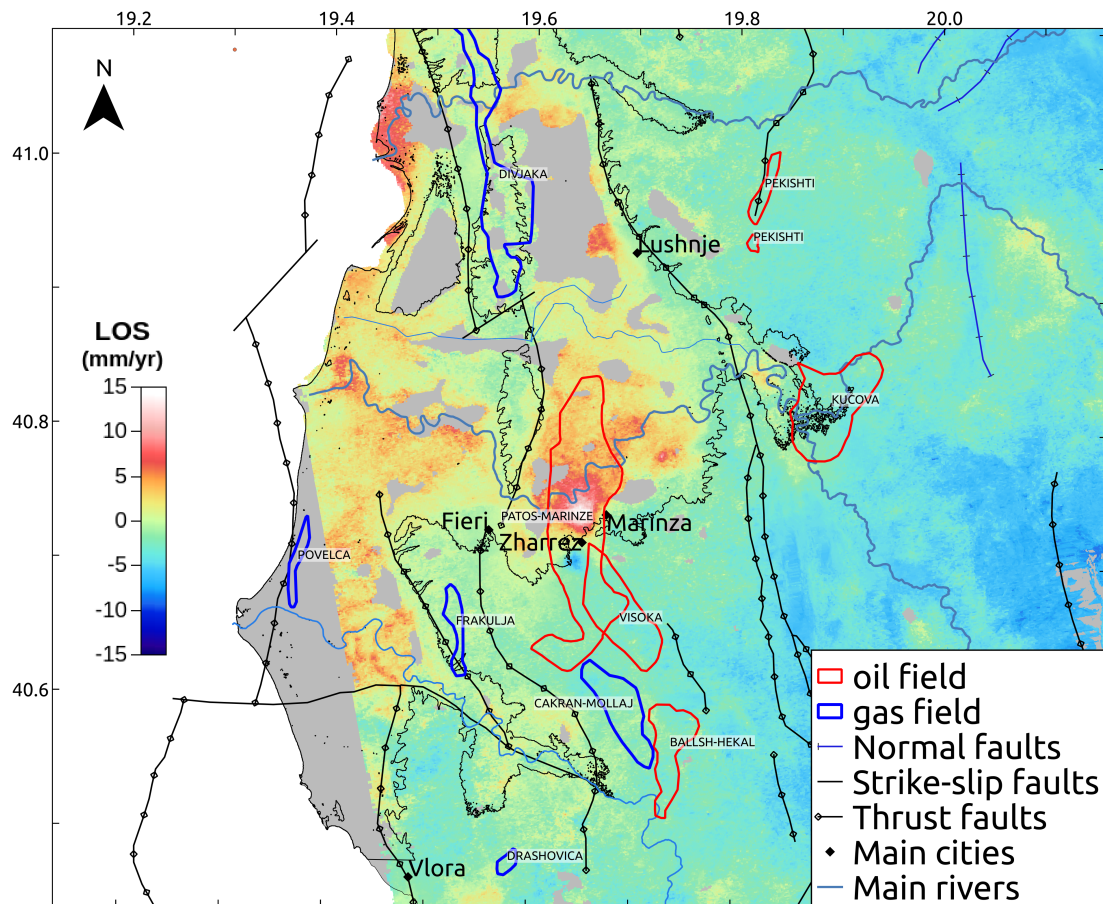 19.2 19.4 19.6 19.8 20.0
N
41.0
DIVJAKA
PEKISHTI
PEKISHTI
Lushnje
LOS
(mm/yr)
15
10
5
0
-5
-10
-15
40.8
KUCOVA
Fieri
PATOS-MARINZE
Marinza
Zharrez
POVELCA
FRAKULJA
VISOKA
40.6
CAKRAN-MOLLAJ
BALLSH-HEKAL
DRASHOVICA
Vlora
oil field
gas field
Normal faults
Strike-slip faults
Thrust faults
Main cities
Main rivers